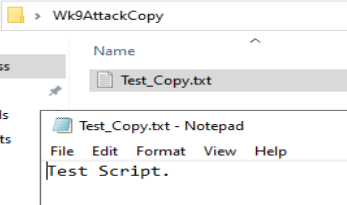 > Wk9AttackCopy
Name
ss
Test_Copy.txt
ls
ts
Test_Copy.txt - Notepad
File Edit Format View Help
Test Script.